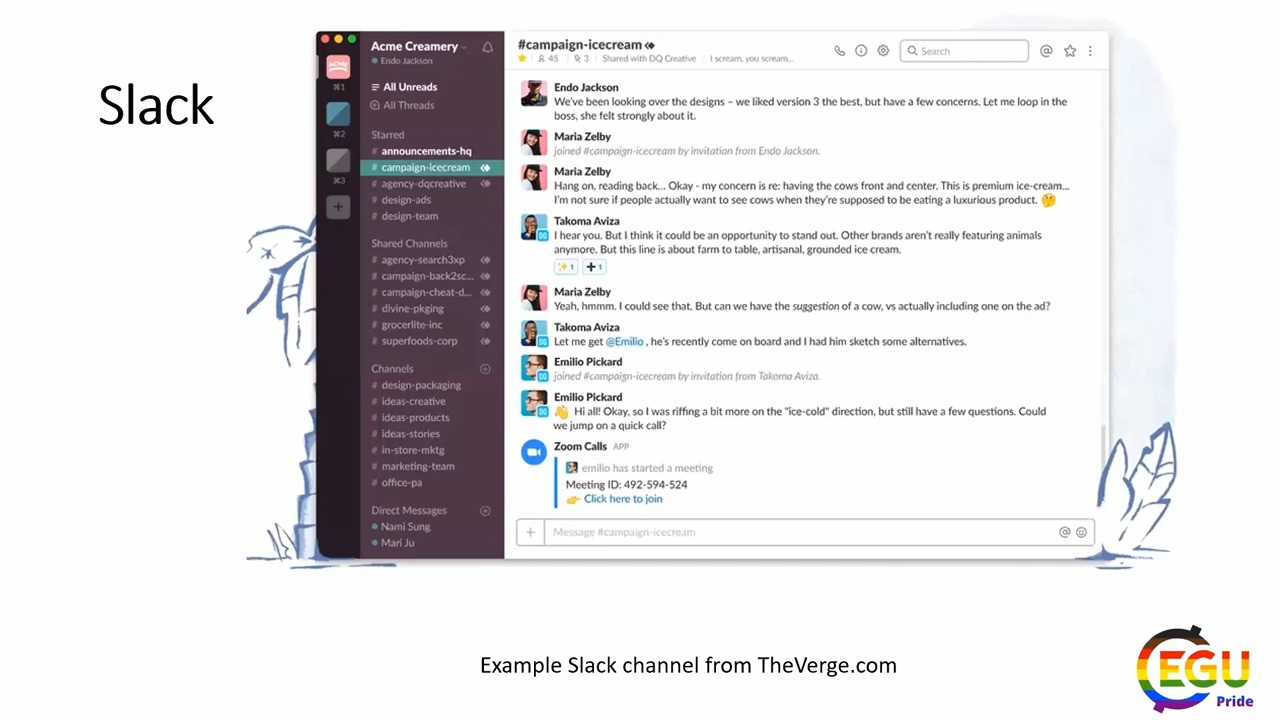 Slack
ACME
⌘1
⌘2
⌘3
+
Acme Creamery
Endo Jackson
All Unreads
All Threads
Starred
# announcements-hq
# campaign-icecream
# agency-dqcreative
# design-ads
# design-team
Shared Channels
# agency-search3xp
# campaign-back2sc...
# campaign-cheat-d...
# divine-pkging
# grocerlite-inc
# superfoods-corp
Channels
# design-packaging
# ideas-creative
# ideas-products
# ideas-stories
# in-store-mktg
# marketing-team
# office-pa
Direct Messages
Nami Sung
Mari Ju
#campaign-icecream
45 3 Shared with DQ Creative I scream, you scream...
Search
Endo Jackson
We've been looking over the designs – we liked version 3 the best, but have a few concerns. Let me loop in the
boss, she felt strongly about it.
Maria Zelby
joined #campaign-icecream by invitation from Endo Jackson.
Maria Zelby
Hang on, reading back... Okay - my concern is re: having the cows front and center. This is premium ice-cream...
I'm not sure if people actually want to see cows when they're supposed to be eating a luxurious product. 🤔
Takoma Aviza
I hear you. But I think it could be an opportunity to stand out. Other brands aren't really featuring animals
anymore. But this line is about farm to table, artisanal, grounded ice cream.
✨ 1 ➕ 1
Maria Zelby
Yeah, hmmm. I could see that. But can we have the suggestion of a cow, vs actually including one on the ad?
Takoma Aviza
Let me get @Emilio , he's recently come on board and I had him sketch some alternatives.
Emilio Pickard
joined #campaign-icecream by invitation from Takoma Aviza.
Emilio Pickard
👋 Hi all! Okay, so I was riffing a bit more on the "ice-cold" direction, but still have a few questions. Could
we jump on a quick call?
Zoom Calls APP
emilio has started a meeting
Meeting ID: 492-594-524
👉 Click here to join
+ Message #campaign-icecream @
Example Slack channel from TheVerge.com
EGU
Pride